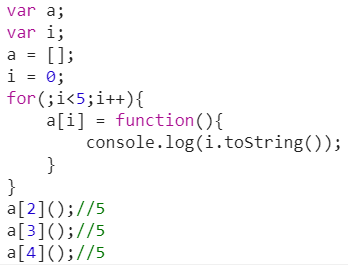 var a;
var i;
a = [];
i = 0;
for(;i<5;i++){
    a[i] = function(){
        console.log(i.toString());
    }
}
a[2]();//5
a[3]();//5
a[4]();//5